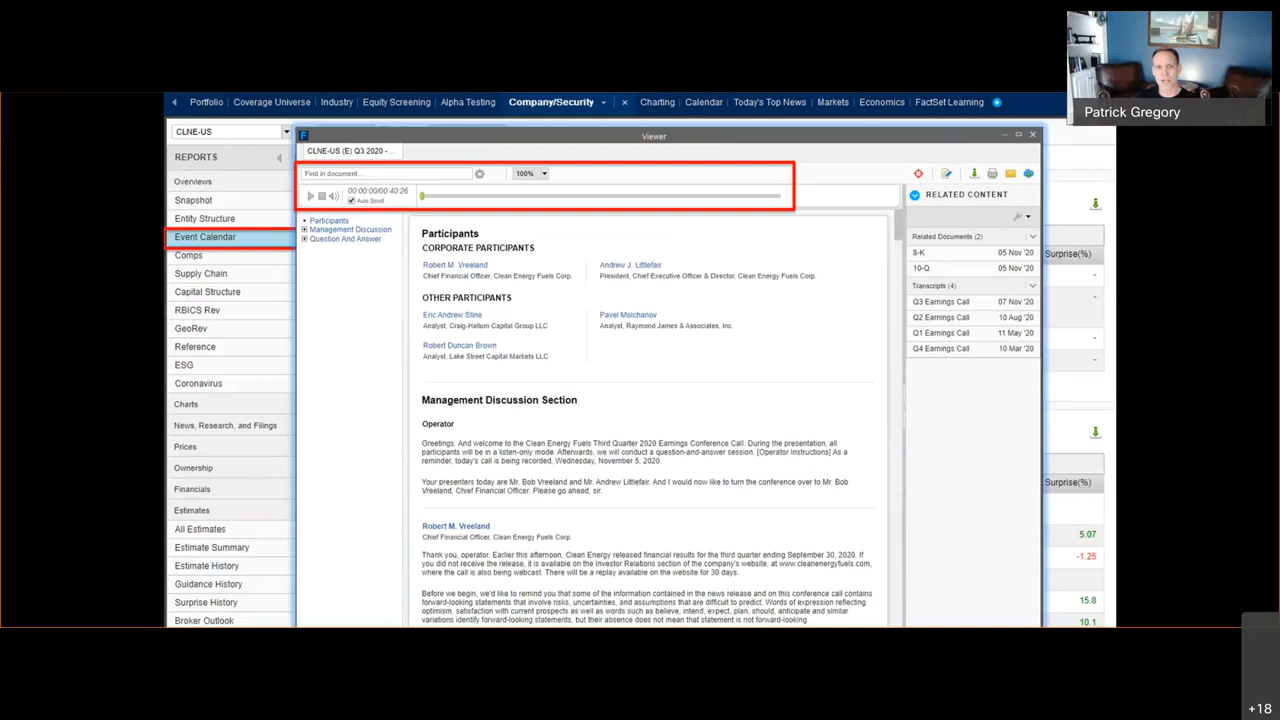 Patrick Gregory
Portfolio Coverage Universe Industry Equity Screening Alpha Testing Company/Security Charting Calendar Today's Top News Markets Economics FactSet Learning
CLNE-US
REPORTS
Overviews
Snapshot
Entity Structure
Event Calendar
Comps
Supply Chain
Capital Structure
RBICS Rev
GeoRev
Reference
ESG
Coronavirus
Charts
News, Research, and Filings
Prices
Ownership
Financials
Estimates
All Estimates
Estimate Summary
Estimate History
Guidance History
Surprise History
Broker Outlook
Viewer
CLNE-US (E) Q3 2020 - ...
Find in document...
100%
00:00:00/00:40:26
Auto Scroll
Participants
Management Discussion
Question And Answer
Participants
CORPORATE PARTICIPANTS
Robert M. Vreeland
Chief Financial Officer, Clean Energy Fuels Corp.
Andrew J. Littlefair
President, Chief Executive Officer & Director, Clean Energy Fuels Corp.
OTHER PARTICIPANTS
Eric Andrew Stine
Analyst, Craig-Hallum Capital Group LLC
Pavel Molchanov
Analyst, Raymond James & Associates, Inc.
Robert Duncan Brown
Analyst, Lake Street Capital Markets LLC
Management Discussion Section
Operator
Greetings. And welcome to the Clean Energy Fuels Third Quarter 2020 Earnings Conference Call. During the presentation, all
participants will be in a listen-only mode. Afterwards, we will conduct a question-and-answer session. [Operator Instructions] As a
reminder, today's call is being recorded, Wednesday, November 5, 2020.
Your presenters today are Mr. Bob Vreeland and Mr. Andrew Littlefair. And I would now like to turn the conference over to Mr. Bob
Vreeland, Chief Financial Officer. Please go ahead, sir.
Robert M. Vreeland
Chief Financial Officer, Clean Energy Fuels Corp.
Thank you, operator. Earlier this afternoon, Clean Energy released financial results for the third quarter ending September 30, 2020. If
you did not receive the release, it is available on the Investor Relations section of the company's website, at www.cleanenergyfuels.com,
where the call is also being webcast. There will be a replay available on the website for 30 days.
Before we begin, we'd like to remind you that some of the information contained in the news release and on this conference call contains
forward-looking statements that involve risks, uncertainties, and assumptions that are difficult to predict. Words of expression reflecting
optimism, satisfaction with current prospects as well as words such as believe, intend, expect, plan, should, anticipate and similar
variations identify forward-looking statements, but their absence does not mean that statement is not forward-looking.
RELATED CONTENT
Related Documents (2)
8-K 05 Nov '20
10-Q 05 Nov '20
Transcripts (4)
Q3 Earnings Call 07 Nov '20
Q2 Earnings Call 10 Aug '20
Q1 Earnings Call 11 May '20
Q4 Earnings Call 10 Mar '20
Surprise(%)
-
-
-
-
Surprise(%)
5.07
-1.25
15.8
10.1
+18